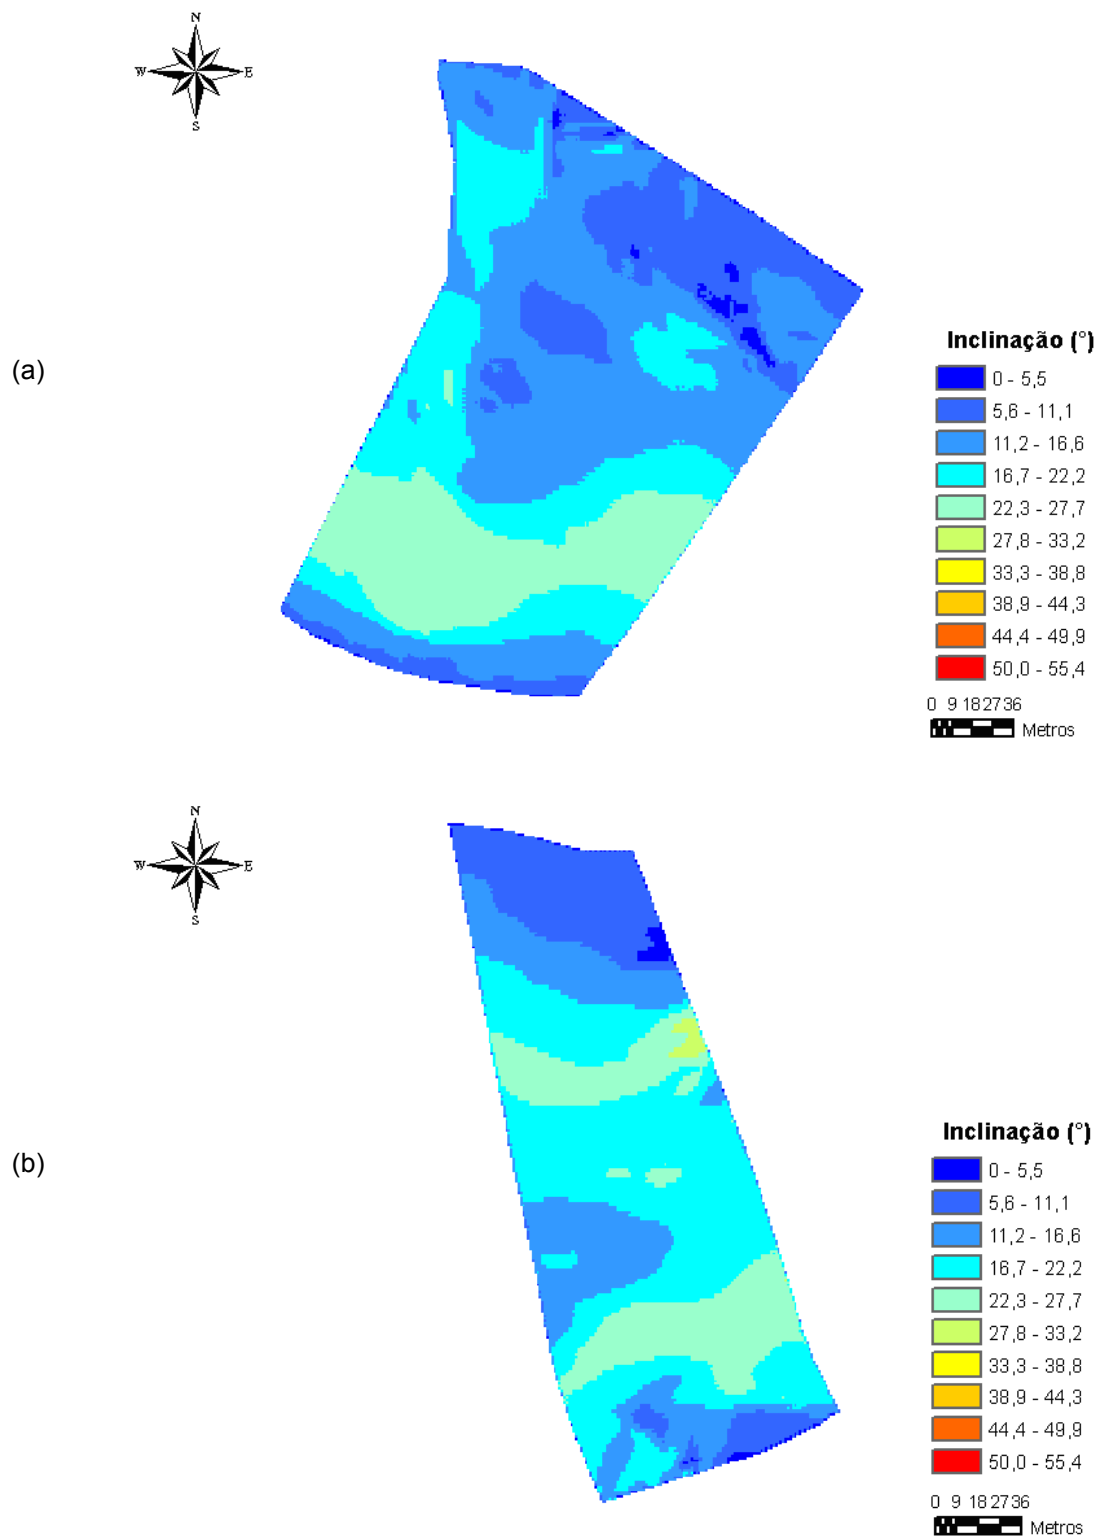 N
W E
S
(a)
Inclinação (°)
0 - 5,5
5,6 - 11,1
11,2 - 16,6
16,7 - 22,2
22,3 - 27,7
27,8 - 33,2
33,3 - 38,8
38,9 - 44,3
44,4 - 49,9
50,0 - 55,4
0 9 18 27 36
Metros
N
W E
S
(b)
Inclinação (°)
0 - 5,5
5,6 - 11,1
11,2 - 16,6
16,7 - 22,2
22,3 - 27,7
27,8 - 33,2
33,3 - 38,8
38,9 - 44,3
44,4 - 49,9
50,0 - 55,4
0 9 18 27 36
Metros